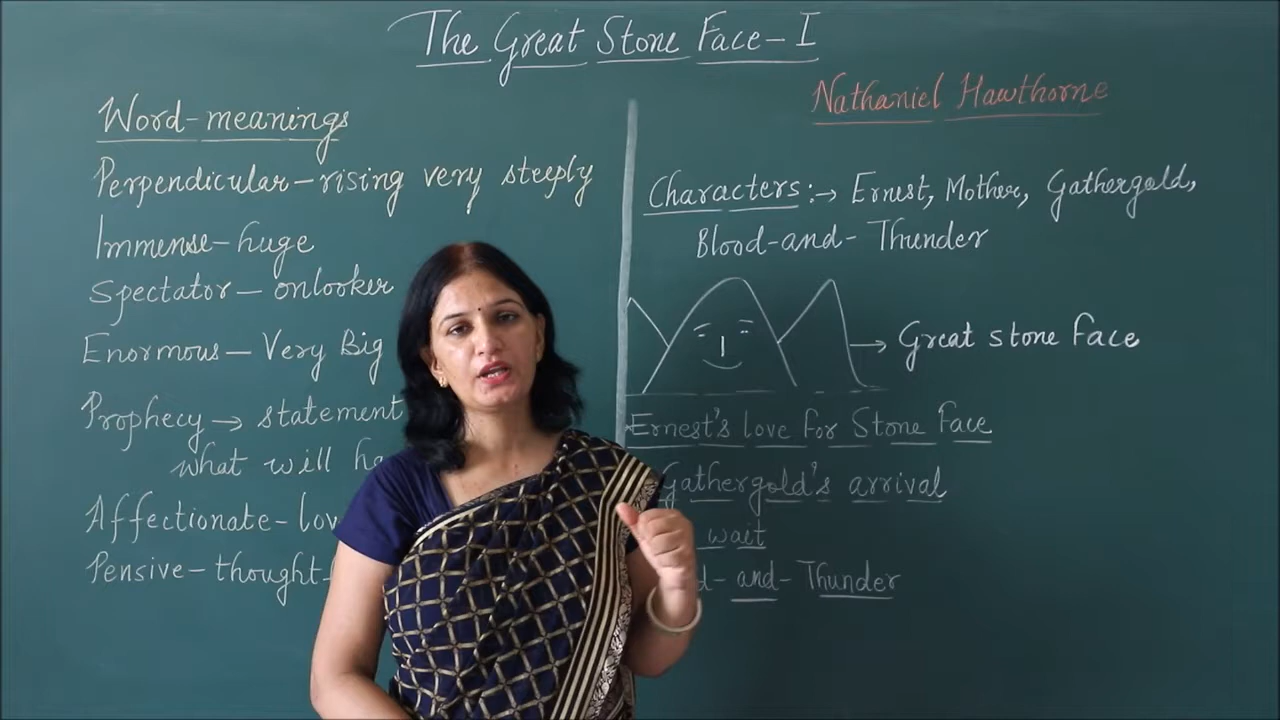 The Great Stone Face-I
Nathaniel Hawthorne
Word-meanings
Perpendicular-rising very steeply
Immense-huge
Spectator-onlooker
Enormous-Very Big
Prophecy → statement
what will
Affectionate-
Pensive-thought-
Characters :→ Ernest, Mother, Gathergold,
Blood-and-Thunder
→ Great stone face
Ernest's love for Stone Face
Gathergold's arrival
wait
-and-Thunder